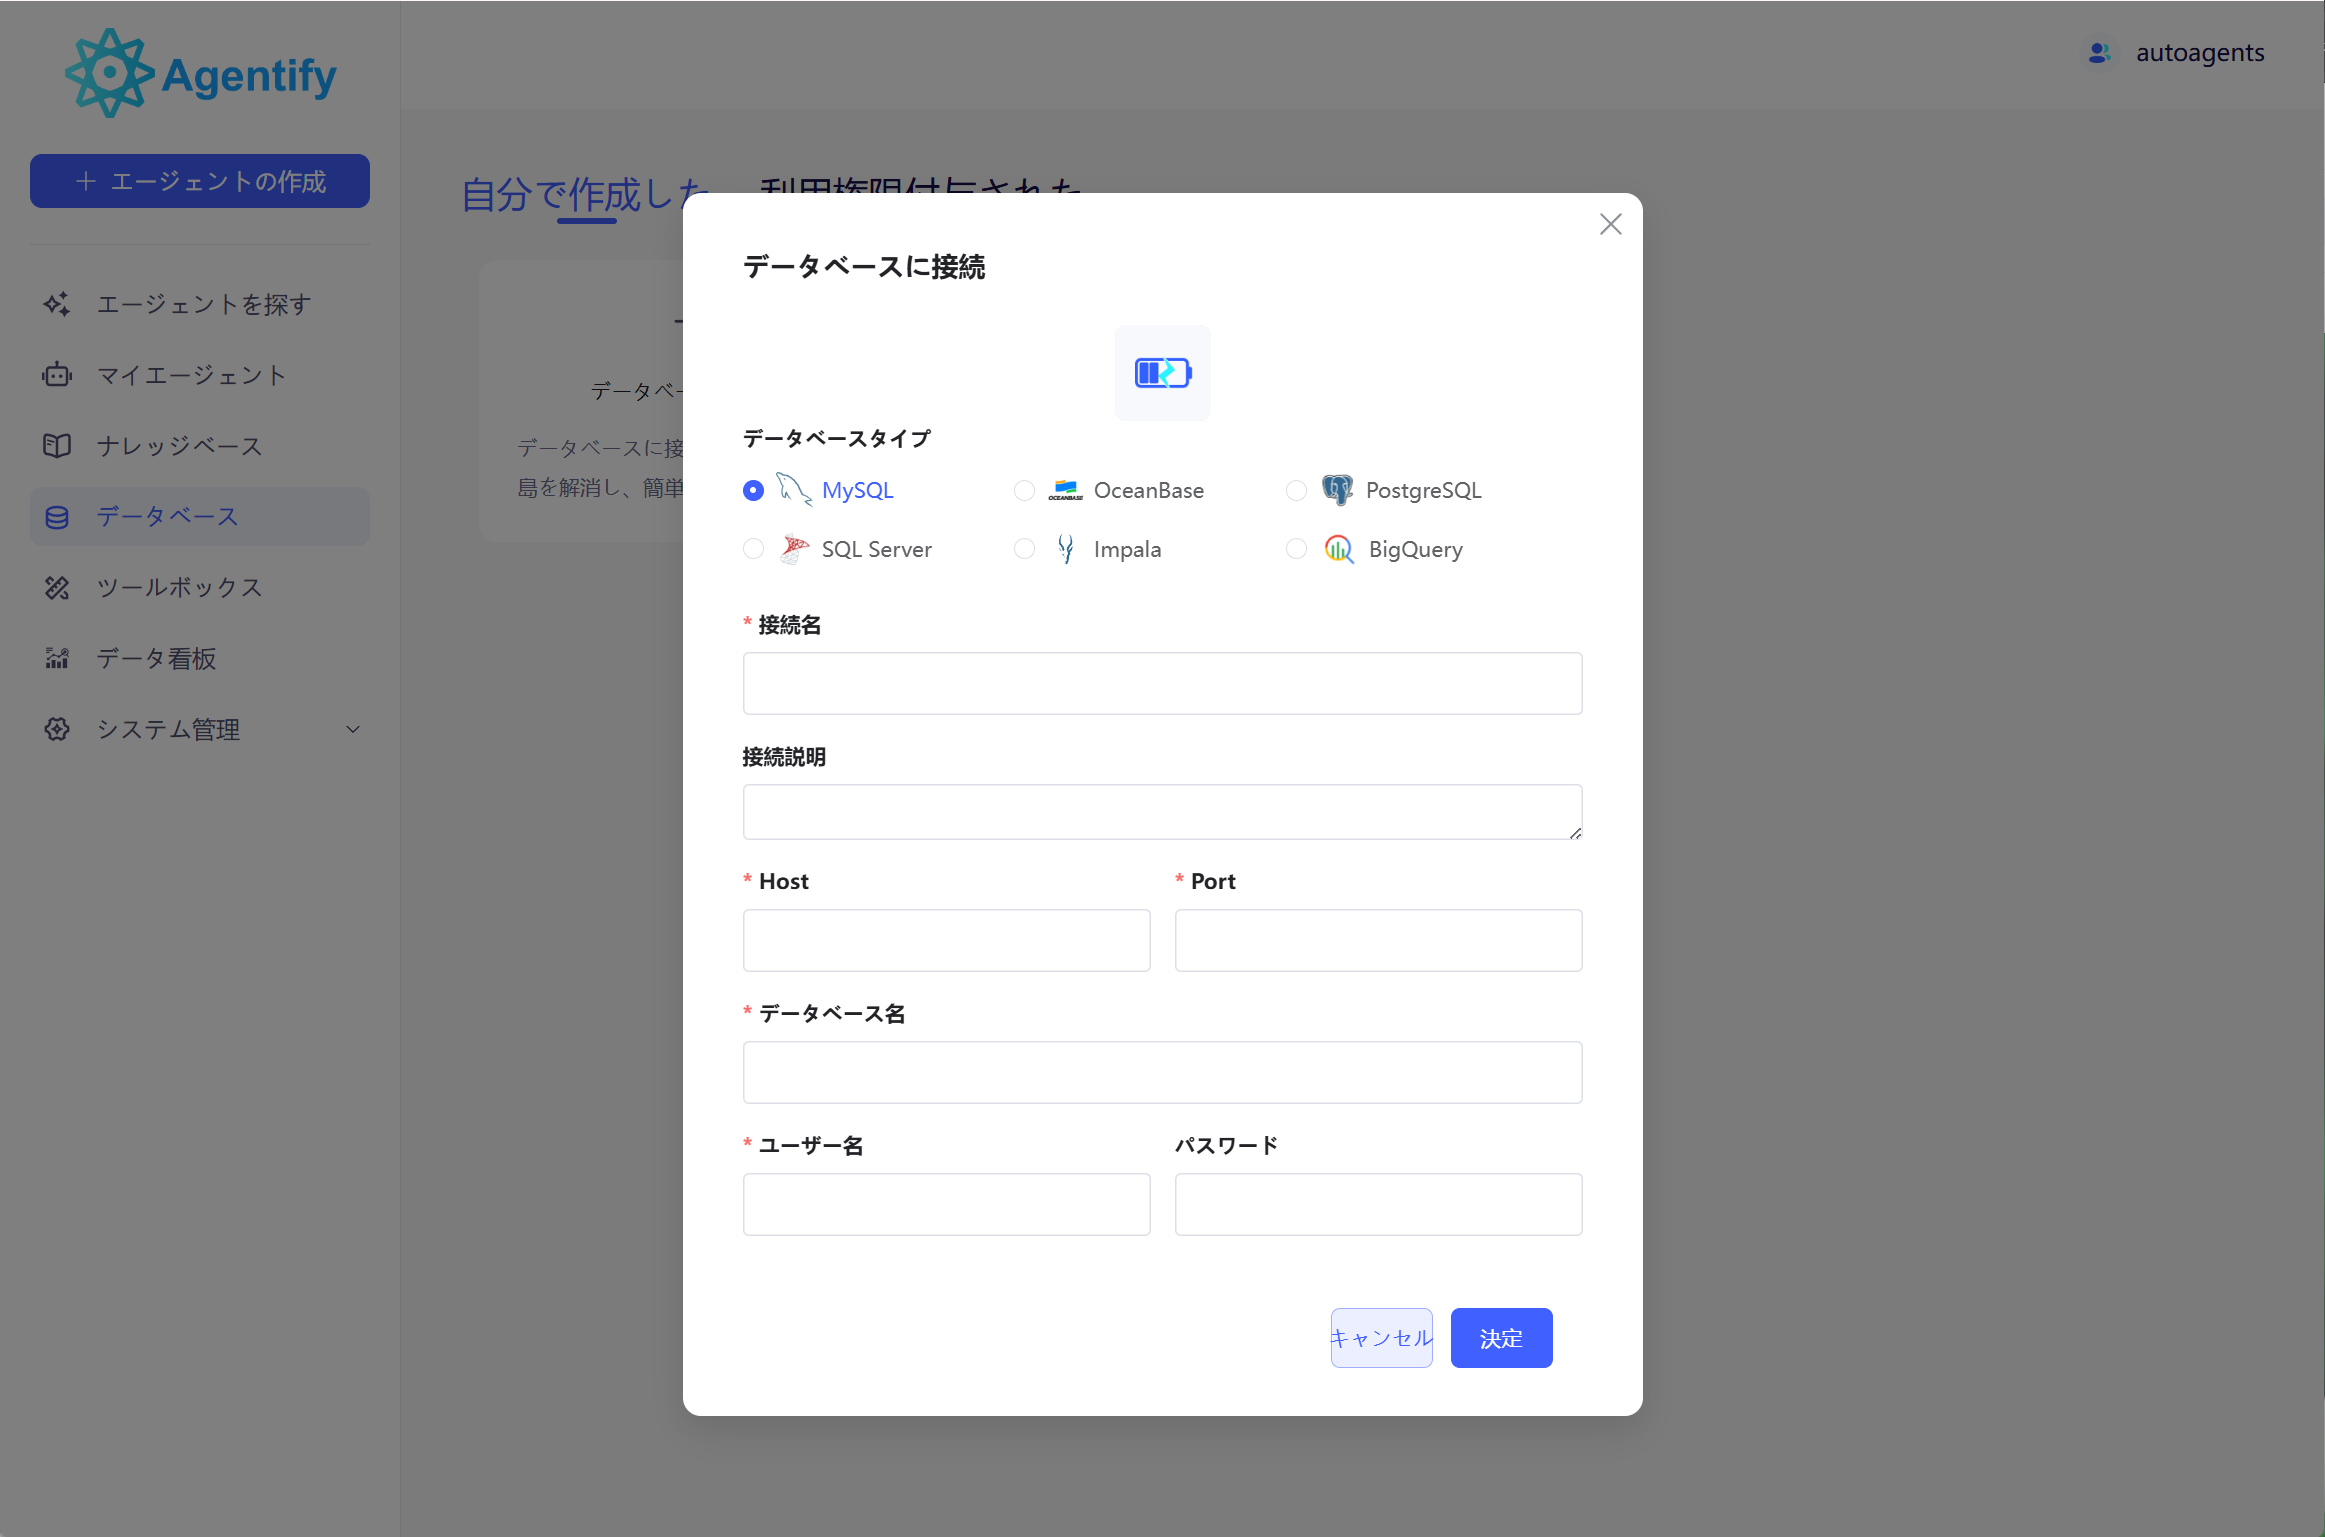 Agentify
autoagents
エージェントの作成
エージェントを探す
マイエージェント
ナレッジベース
データベース
ツールボックス
データ看板
システム管理
自分で作成した
利用権限付与された
データベ
データベースに接
島を解消し、簡単
データベースに接続
データベースタイプ
MySQL
OCEANBASE
OceanBase
PostgreSQL
SQL Server
Impala
BigQuery
* 接続名
接続説明
* Host
* Port
* データベース名
* ユーザー名
パスワード
キャンセル
決定